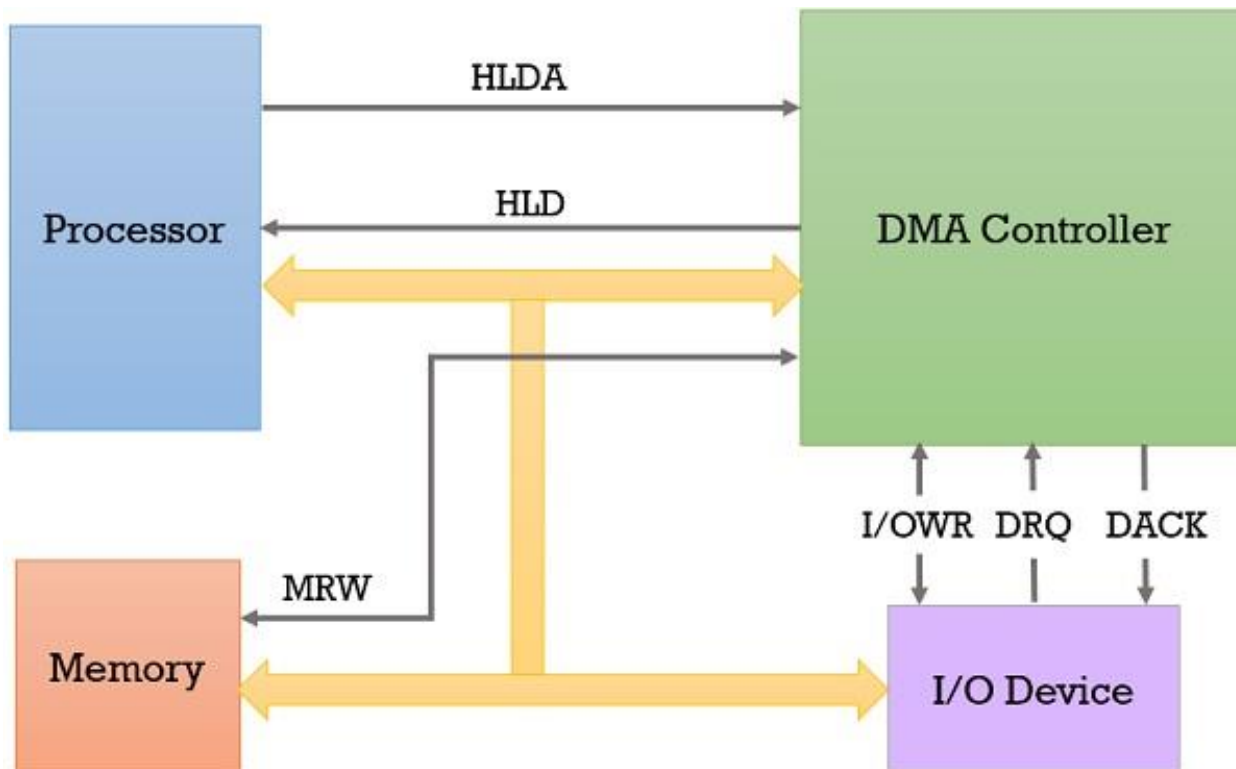 HLDA
HLD
Processor
DMA Controller
I/OWR DRQ DACK
MRW
Memory
I/O Device